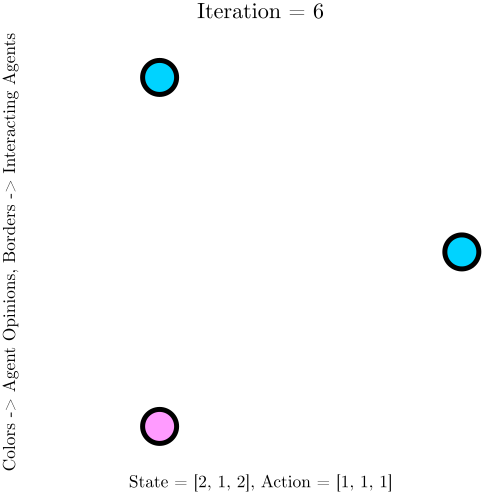 Iteration = 6
Colors -> Agent Opinions, Borders -> Interacting Agents
State = [2, 1, 2], Action = [1, 1, 1]